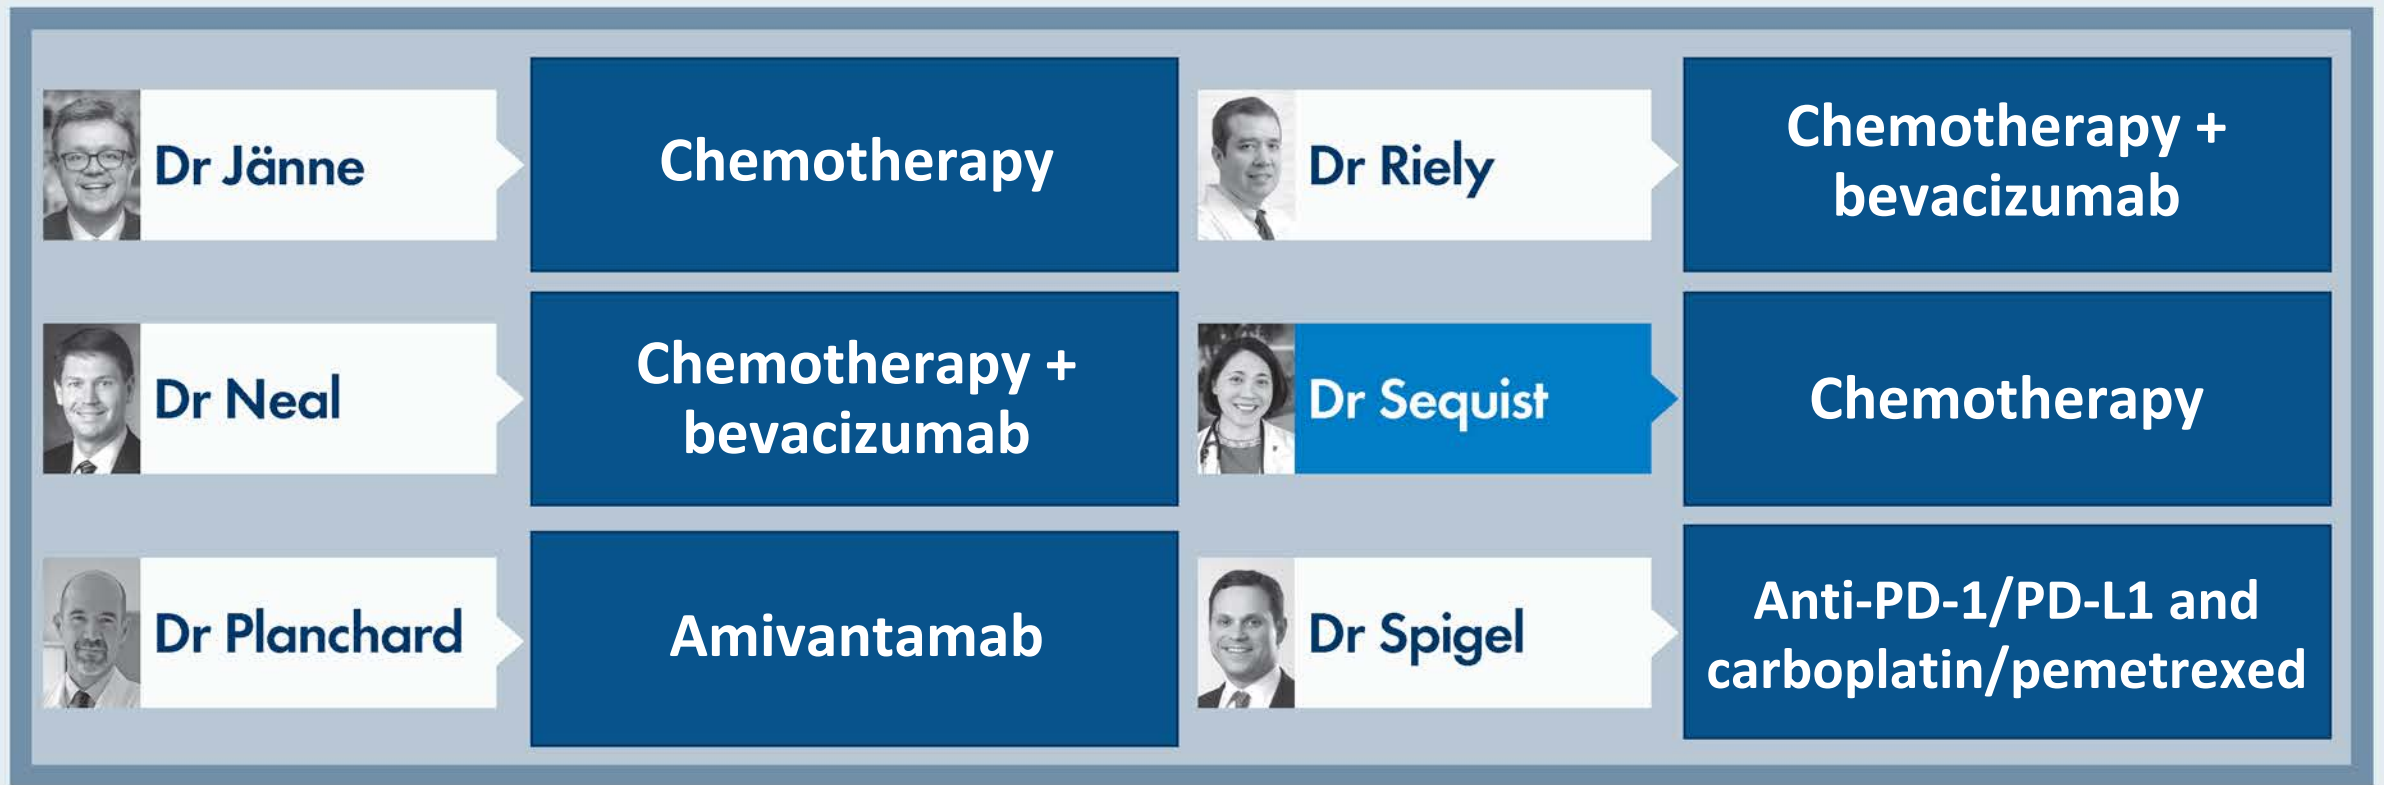 Dr Jänne
Chemotherapy
Dr Riely
Chemotherapy +
bevacizumab
Dr Neal
Chemotherapy +
bevacizumab
Dr Sequist
Chemotherapy
Dr Planchard
Amivantamab
Dr Spigel
Anti-PD-1/PD-L1 and
carboplatin/pemetrexed